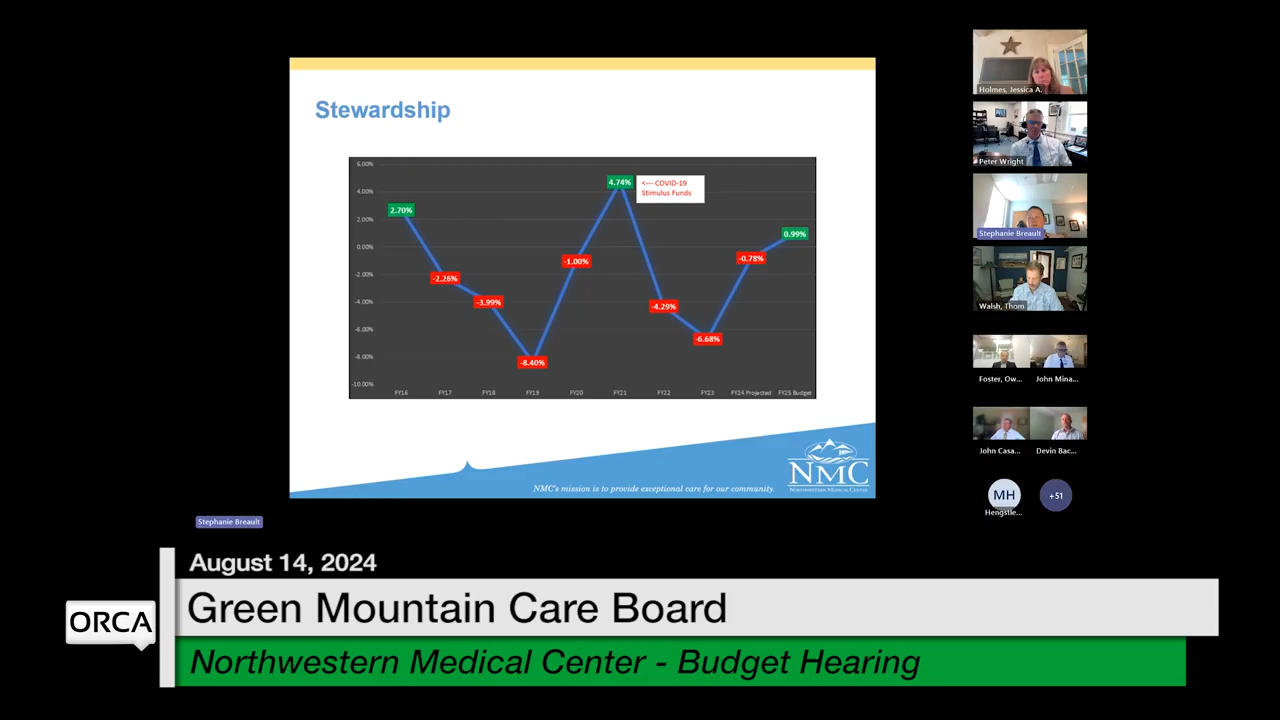 Stewardship
6.00%
4.00%
2.00%
0.00%
-2.00%
-4.00%
-6.00%
-8.00%
-10.00%
2.70%
-2.26%
-3.99%
-8.40%
-1.00%
4.74%
<--- COVID-19
Stimulus Funds
-4.29%
-6.68%
-0.78%
0.99%
FY16
FY17
FY18
FY19
FY20
FY21
FY22
FY23
FY24 Projected
FY25 Budget
NMC's mission is to provide exceptional care for our community.
NMC
NORTHWESTERN MEDICAL CENTER
Holmes, Jessica A.
Peter Wright
Stephanie Breault
Walsh, Thom
Foster, Ow...
John Mina...
John Casa...
Devin Bac...
MH
+51
Hengstle...
Stephanie Breault
August 14, 2024
ORCA
Green Mountain Care Board
Northwestern Medical Center - Budget Hearing